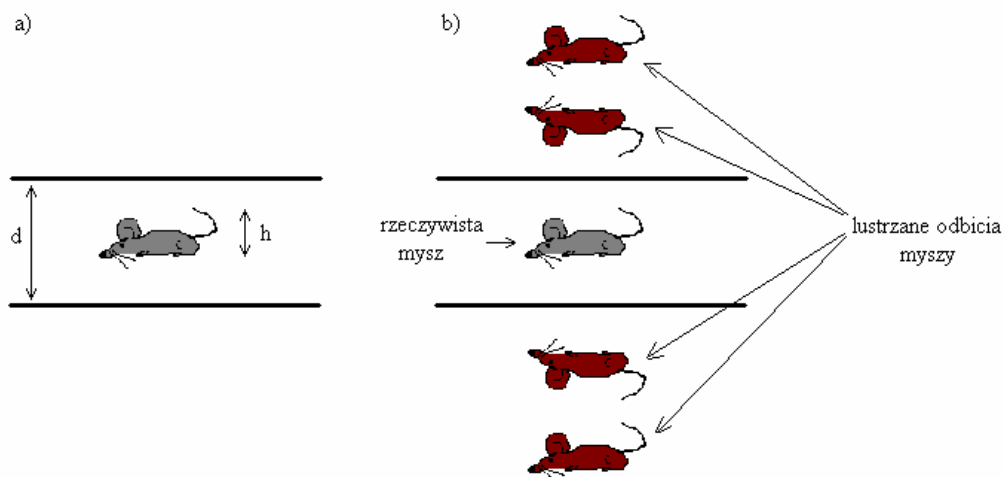 a)
d
h
b)
rzeczywista
mysz
lustrzane odbicia
myszy